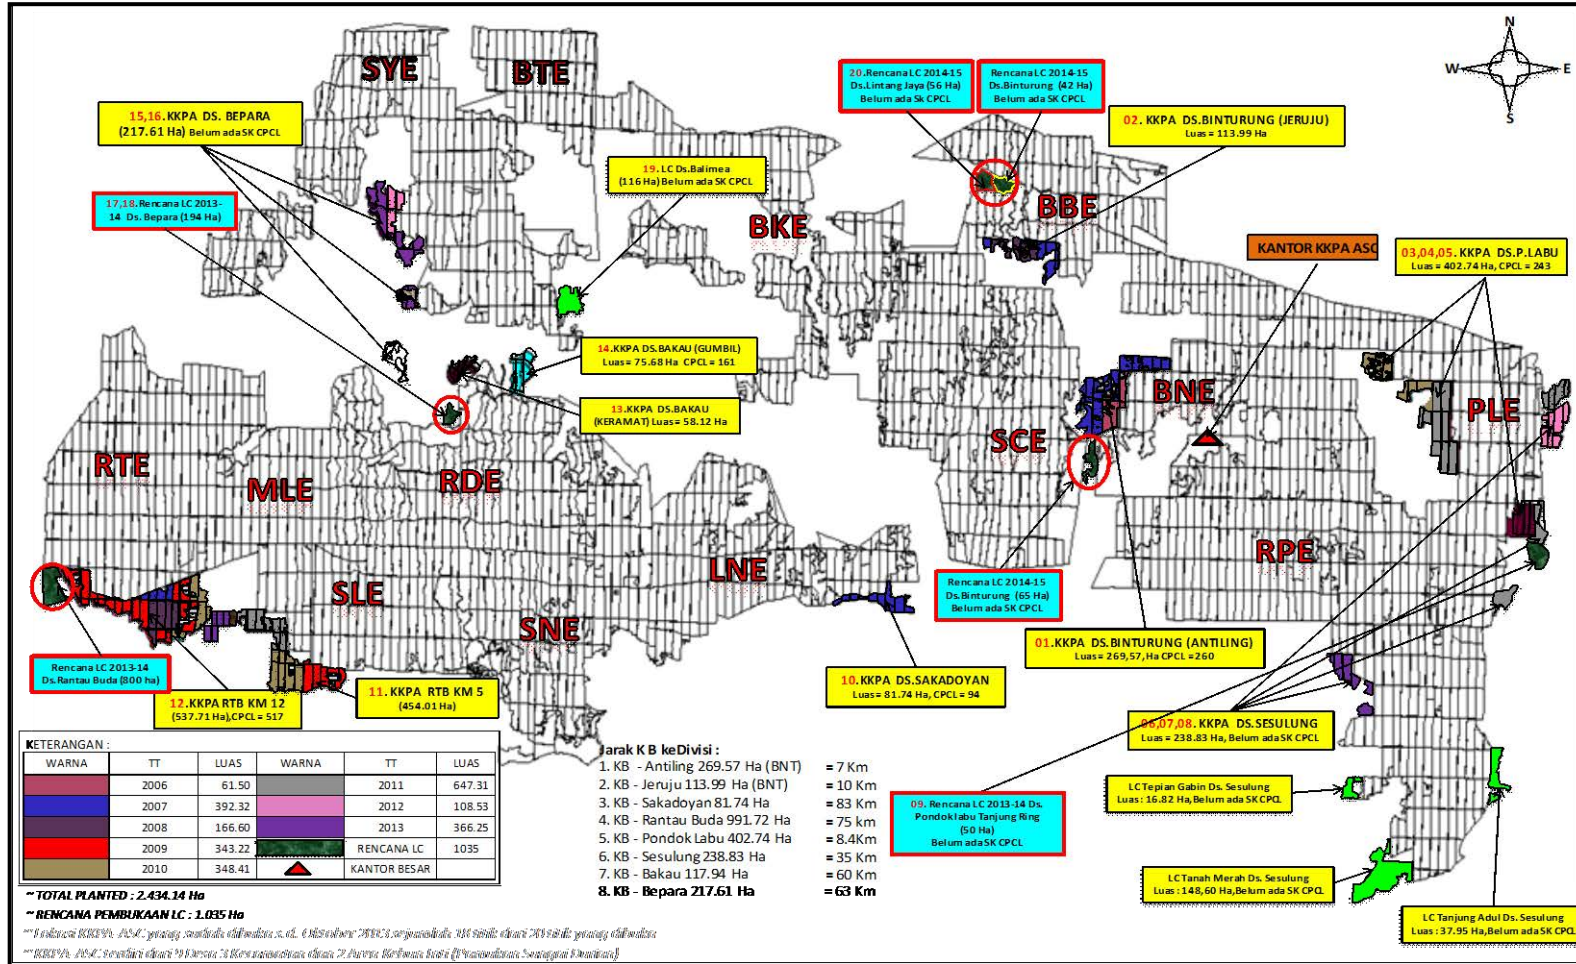 N
W
E
S
SYE
BTE
15,16. KKPA DS. BEPARA
(217.61 Ha) Belum ada SK CPCL
17,18.Rencana LC 2013-
14 Ds. Bepara (194 Ha)
19. LC Ds.Balimea
(116 Ha) Belum ada SK CPCL
20.Rencana LC 2014-15
Ds.Lintang Jaya (56 Ha)
Belum ada SK CPCL
Rencana LC 2014-15
Ds.Binturung (42 Ha)
Belum ada SK CPCL
02. KKPA DS.BINTURUNG (JERUJU)
Luas = 113.99 Ha
BKE
BBE
KANTOR KKPA ASC
03,04,05. KKPA DS.P.LABU
Luas = 402.74 Ha, CPCL = 243
14.KKPA DS.BAKAU (GUMBIL)
Luas = 75.68 Ha CPCL = 161
13.KKPA DS.BAKAU
(KERAMAT) Luas = 58.12 Ha
BNE
PLE
SCE
RTE
MLE
RDE
RPE
LNE
SLE
SNE
Rencana LC 2014-15
Ds.Binturung (65 Ha)
Belum ada SK CPCL
01.KKPA DS.BINTURUNG (ANTILING)
Luas = 269,57,Ha CPCL = 260
10.KKPA DS.SAKADOYAN
Luas = 81.74 Ha, CPCL = 94
Rencana LC 2013-14
Ds.Rantau Buda (800 ha)
12.KKPA RTB KM 12
(537.71 Ha),CPCL = 517
11. KKPA RTB KM 5
(454.01 Ha)
06,07,08. KKPA DS.SESULUNG
Luas = 238.83 Ha, Belum ada SK CPCL
LC Tepian Gabin Ds. Sesulung
Luas : 16.82 Ha,Belum ada SK CPCL
09. Rencana LC 2013-14 Ds.
Pondok labu Tanjung Ring
(50 Ha)
Belum ada SK CPCL
LC Tanah Merah Ds. Sesulung
Luas : 148,60 Ha,Belum ada SK CPCL
LC Tanjung Adul Ds. Sesulung
Luas : 37.95 Ha,Belum ada SK CPCL
KETERANGAN :
WARNA TT LUAS WARNA TT LUAS
2006 61.50 2011 647.31
2007 392.32 2012 108.53
2008 166.60 2013 366.25
2009 343.22 RENCANA LC 1035
2010 348.41 KANTOR BESAR
~ TOTAL PLANTED : 2.434.14 Ha
~ RENCANA PEMBUKAAN LC : 1.035 Ha
Jarak K B ke Divisi :
1. KB - Antiling 269.57 Ha (BNT) = 7 Km
2. KB - Jeruju 113.99 Ha (BNT) = 10 Km
3. KB - Sakadoyan 81.74 Ha = 83 Km
4. KB - Rantau Buda 991.72 Ha = 75 km
5. KB - Pondok Labu 402.74 Ha = 8.4Km
6. KB - Sesulung 238.83 Ha = 35 Km
7. KB - Bakau 117.94 Ha = 60 Km
8. KB - Bepara 217.61 Ha = 63 Km